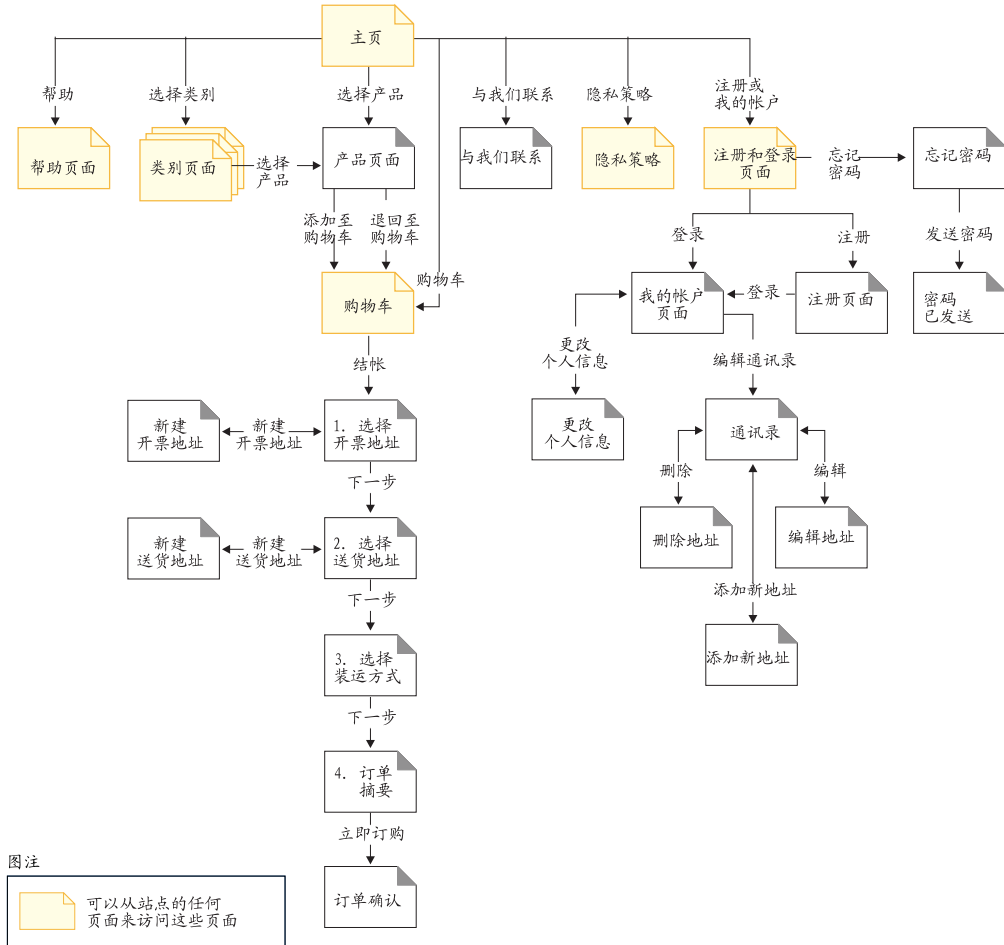 主页
帮助
选择类别
选择产品
与我们联系
隐私策略
注册或
我的帐户
帮助页面
类别页面
选择
产品
产品页面
与我们联系
隐私策略
注册和登录
页面
忘记
密码
忘记密码
添加至
购物车
退回至
购物车
购物车
登录
注册
发送密码
购物车
我的帐户
页面
登录
注册页面
密码
已发送
结帐
更改
个人信息
编辑通讯录
新建
开票地址
新建
开票地址
1. 选择
开票地址
更改
个人信息
通讯录
下一步
删除
编辑
新建
送货地址
新建
送货地址
2. 选择
送货地址
删除地址
编辑地址
下一步
添加新地址
3. 选择
装运方式
添加新地址
下一步
4. 订单
摘要
立即订购
订单确认
图注
可以从站点的任何
页面来访问这些页面